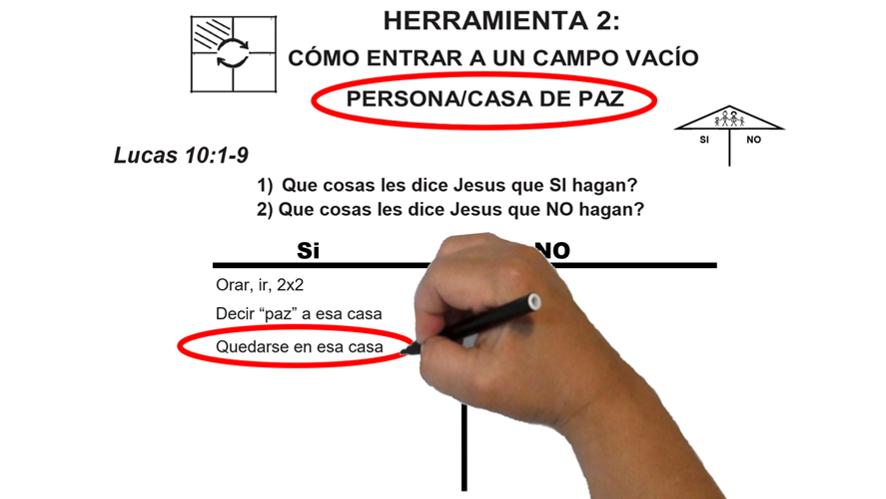 HERRAMIENTA 2:
CÓMO ENTRAR A UN CAMPO VACÍO
PERSONA/CASA DE PAZ
SI NO
Lucas 10:1-9
1) Que cosas les dice Jesus que SI hagan?
2) Que cosas les dice Jesus que NO hagan?
Si NO
Orar, ir, 2x2
Decir “paz” a esa casa
Quedarse en esa casa